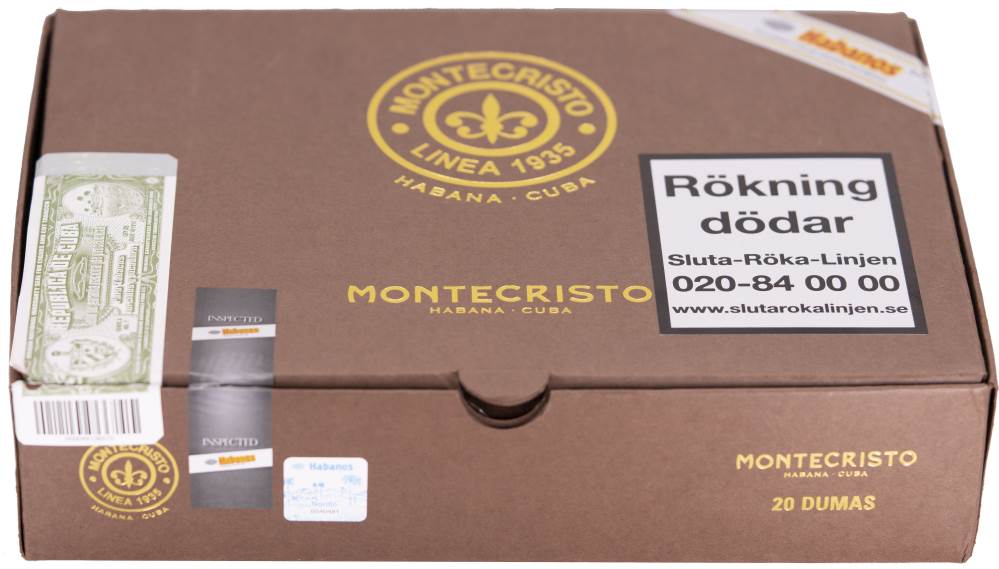 Habanos
MONTECRISTO
LINEA 1935
HABANA · CUBA
Rökning
dödar
Sluta-Röka-Linjen
020-84 00 00
www.slutarokalinjen.se
MONTECRISTO
HABANA · CUBA
REPUBLICA DE CUBA
INSPECTED
Habanos
INSPECTED
Habanos
MONTECRISTO
LINEA 1935
HABANA · CUBA
Habanos
Nordic
MONTECRISTO
HABANA · CUBA
20 DUMAS